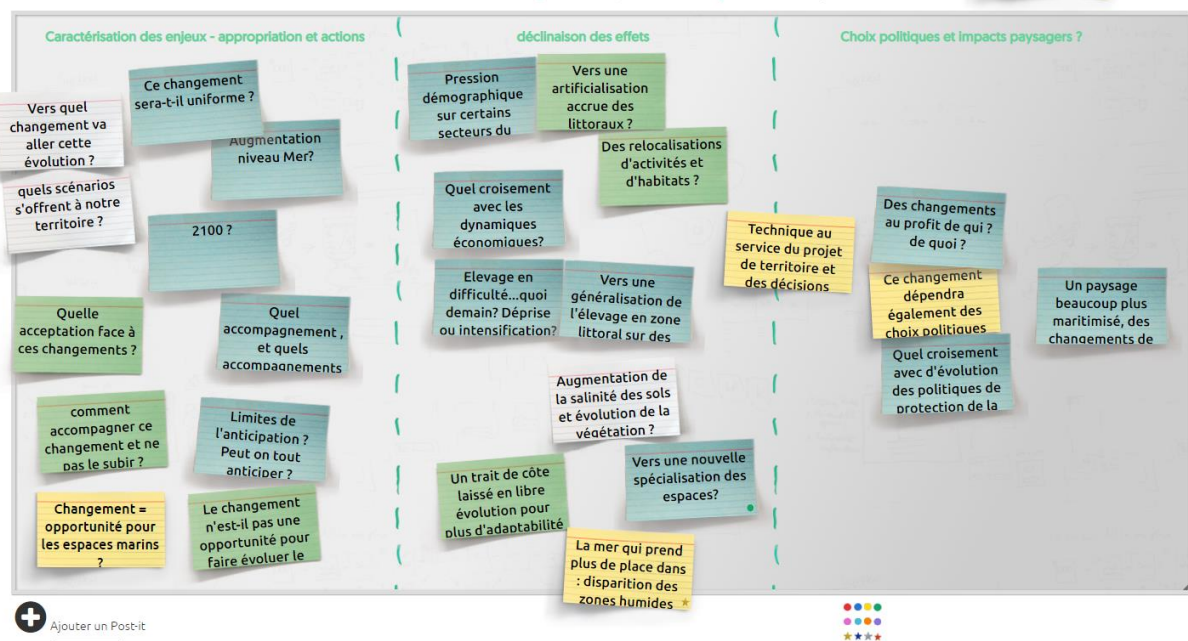 Caractérisation des enjeux - appropriation et actions
Vers quel
changement va
aller cette
évolution ?
Ce changement
sera-t-il uniforme ?
Augmentation
niveau Mer?
quels scénarios
s'offrent à notre
territoire ?
2100 ?
Quelle
acceptation face à
ces changements ?
Quel
accompagnement ,
et quels
accompagnements
comment
accompagner ce
changement et ne
pas le subir ?
Limites de
l'anticipation ?
Peut on tout
anticiper ?
Changement =
opportunité pour
les espaces marins
?
Le changement
n'est-il pas une
opportunité pour
faire évoluer le
déclinaison des effets
Pression
démographique
sur certains
secteurs du
Vers une
artificialisation
accrue des
littoraux ?
Des relocalisations
d'activités et
d'habitats ?
Quel croisement
avec les
dynamiques
économiques?
Elevage en
difficulté...quoi
demain? Déprise
ou intensification?
Vers une
généralisation de
l'élevage en zone
littoral sur des
Augmentation de
la salinité des sols
et évolution de la
végétation ?
Un trait de côte
laissé en libre
évolution pour
plus d'adaptabilité
Vers une nouvelle
spécialisation des
espaces?
La mer qui prend
plus de place dans
: disparition des
zones humides
Choix politiques et impacts paysagers ?
Technique au
service du projet
de territoire et
des décisions
Des changements
au profit de qui ?
de quoi ?
Ce changement
dépendra
également des
choix politiques
Quel croisement
avec d'évolution
des politiques de
protection de la
Un paysage
beaucoup plus
maritimisé, des
changements de
Ajouter un Post-it